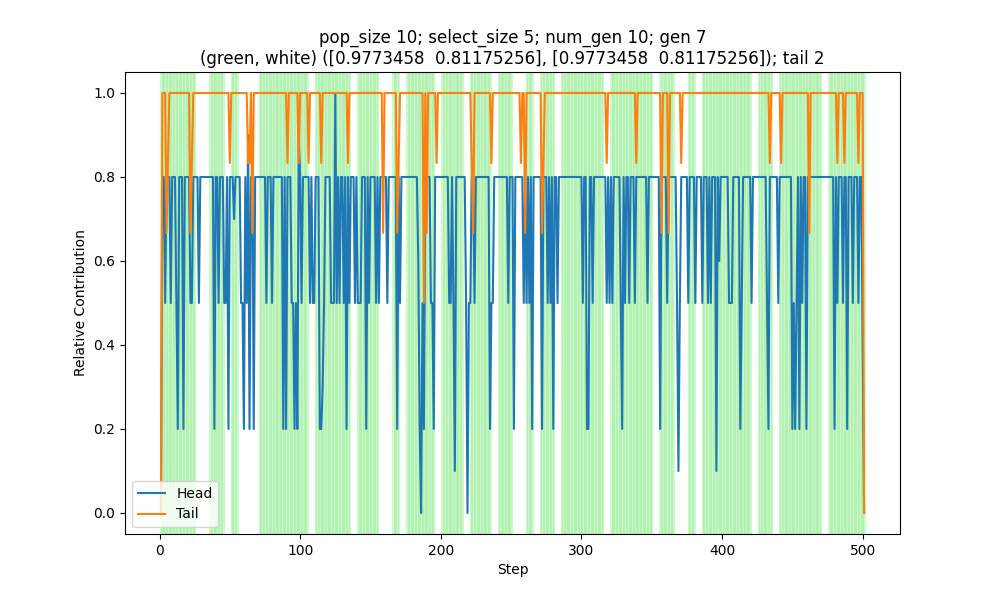 pop_size 10; select_size 5; num_gen 10; gen 7
(green, white) ([0.9773458  0.81175256], [0.9773458  0.81175256]); tail 2
1.0
0.8
0.6
0.4
0.2
0.0
Relative Contribution
Head
Tail
0 100 200 300 400 500
Step